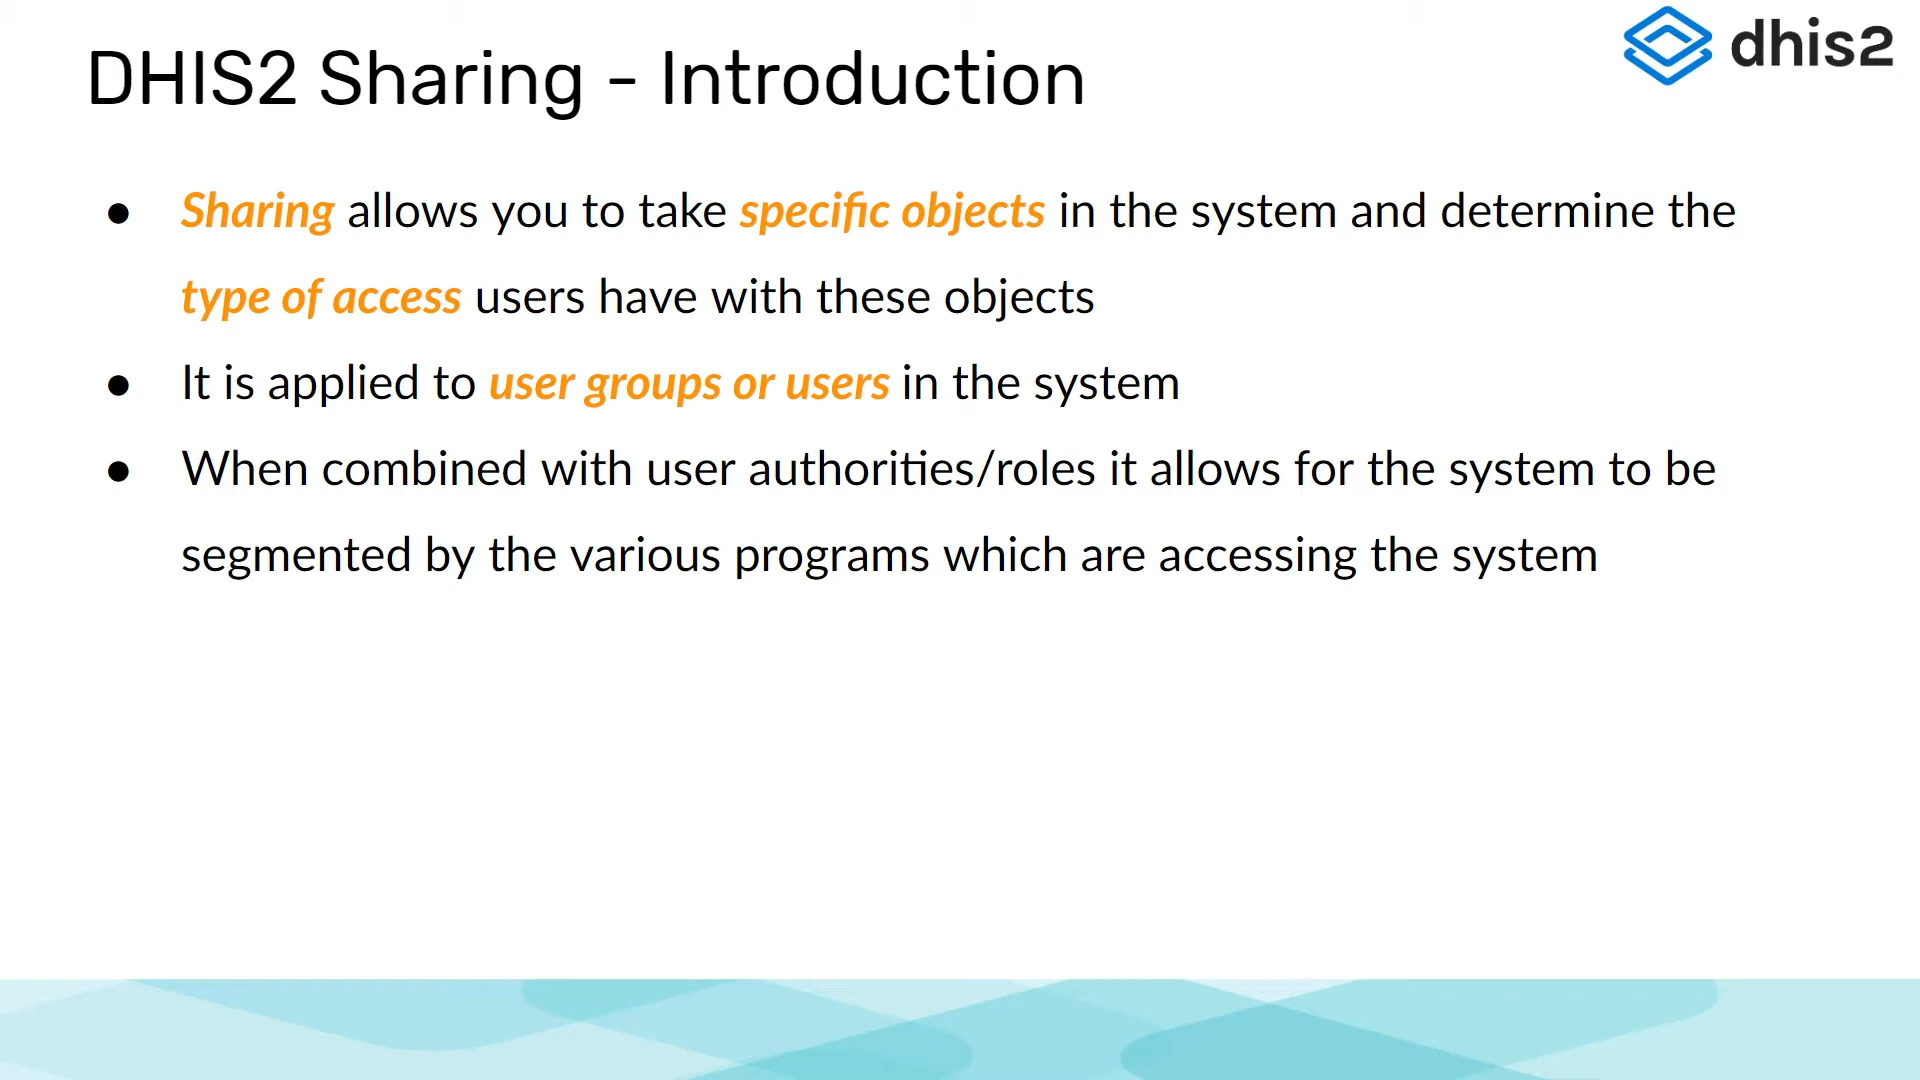 DHIS2 Sharing - Introduction
dhis2
● Sharing allows you to take specific objects in the system and determine the
type of access users have with these objects
● It is applied to user groups or users in the system
● When combined with user authorities/roles it allows for the system to be
segmented by the various programs which are accessing the system